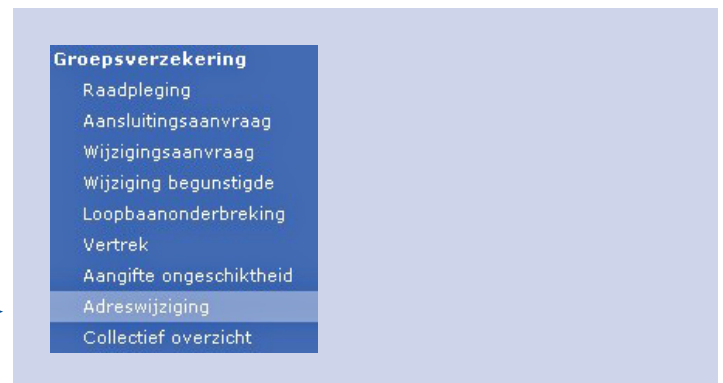 Groepsverzekering
Raadpleging
Aansluitingsaanvraag
Wijzigingsaanvraag
Wijziging begunstigde
Loopbaanonderbreking
Vertrek
Aangifte ongeschiktheid
Adreswijziging
Collectief overzicht